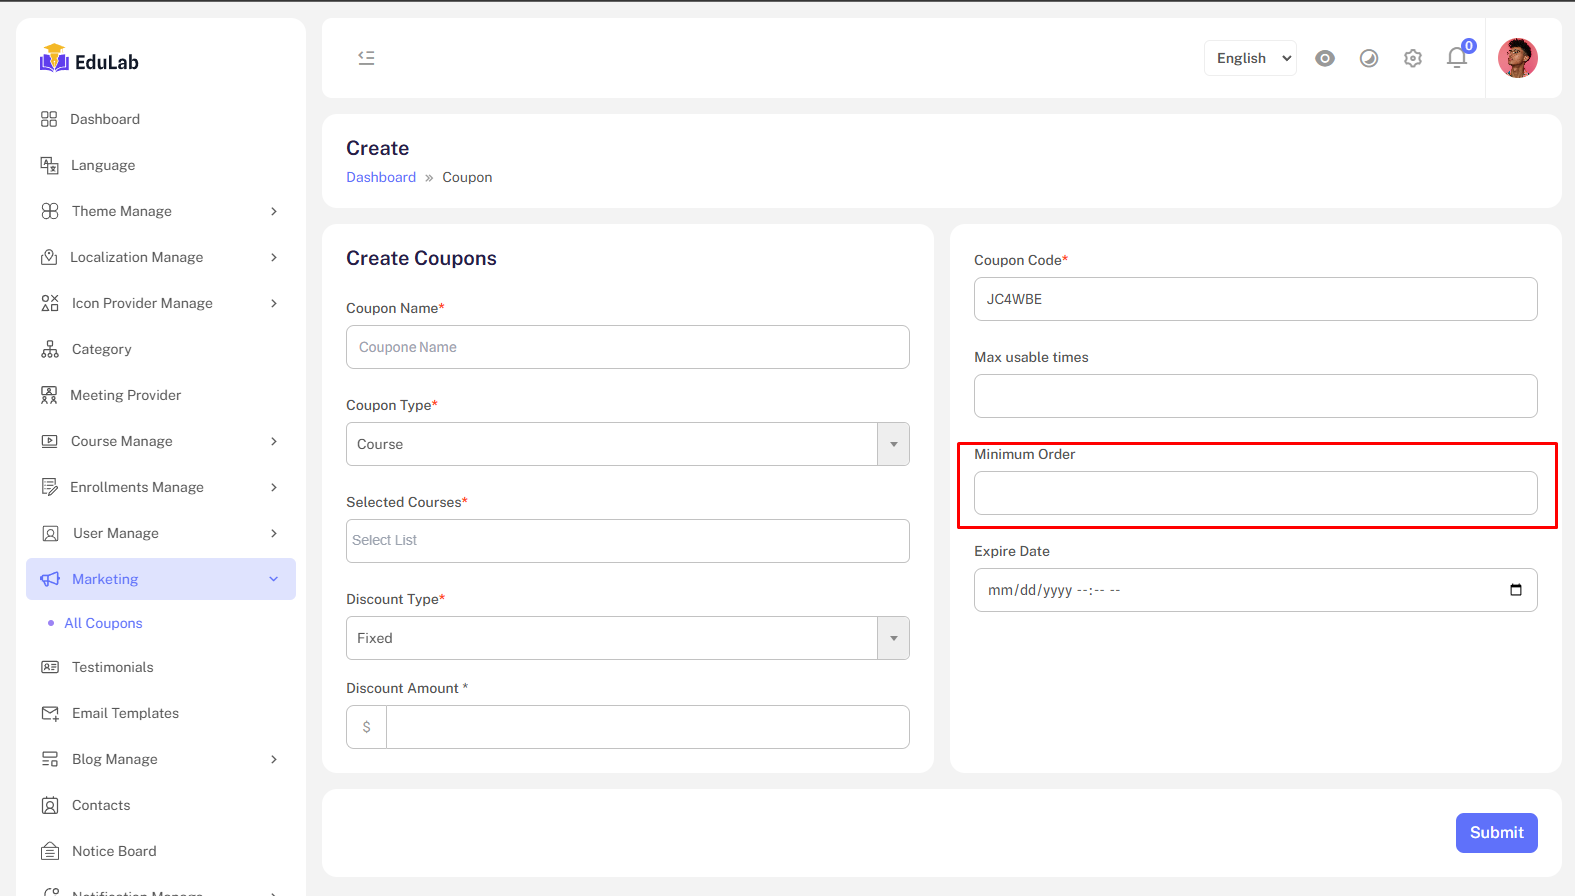 EduLab
Dashboard
Language
Theme Manage
Localization Manage
Icon Provider Manage
Category
Meeting Provider
Course Manage
Enrollments Manage
User Manage
Marketing
All Coupons
Testimonials
Email Templates
Blog Manage
Contacts
Notice Board
Notification Manage
English
0
Create
Dashboard » Coupon
Create Coupons
Coupon Name*
Coupone Name
Coupon Type*
Course
Selected Courses*
Select List
Discount Type*
Fixed
Discount Amount *
$
Coupon Code*
JC4WBE
Max usable times
Minimum Order
Expire Date
mm/dd/yyyy --:-- --
Submit